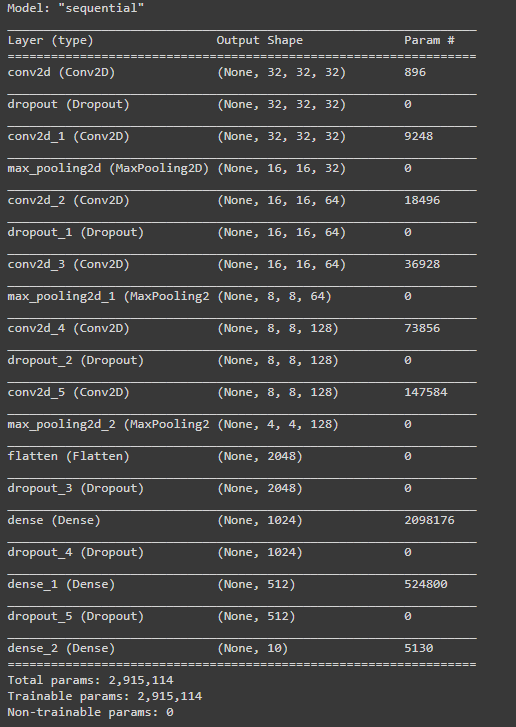 Model: "sequential"
Layer (type) Output Shape Param #
conv2d (Conv2D) (None, 32, 32, 32) 896
dropout (Dropout) (None, 32, 32, 32) 0
conv2d_1 (Conv2D) (None, 32, 32, 32) 9248
max_pooling2d (MaxPooling2D) (None, 16, 16, 32) 0
conv2d_2 (Conv2D) (None, 16, 16, 64) 18496
dropout_1 (Dropout) (None, 16, 16, 64) 0
conv2d_3 (Conv2D) (None, 16, 16, 64) 36928
max_pooling2d_1 (MaxPooling2 (None, 8, 8, 64) 0
conv2d_4 (Conv2D) (None, 8, 8, 128) 73856
dropout_2 (Dropout) (None, 8, 8, 128) 0
conv2d_5 (Conv2D) (None, 8, 8, 128) 147584
max_pooling2d_2 (MaxPooling2 (None, 4, 4, 128) 0
flatten (Flatten) (None, 2048) 0
dropout_3 (Dropout) (None, 2048) 0
dense (Dense) (None, 1024) 2098176
dropout_4 (Dropout) (None, 1024) 0
dense_1 (Dense) (None, 512) 524800
dropout_5 (Dropout) (None, 512) 0
dense_2 (Dense) (None, 10) 5130
Total params: 2,915,114
Trainable params: 2,915,114
Non-trainable params: 0